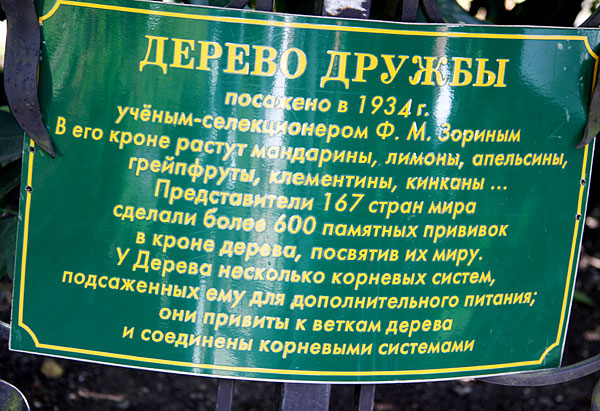 ДЕРЕВО ДРУЖБЫ
посажено в 1934 г.
учёным-селекционером Ф. М. Зориным
В его кроне растут мандарины, лимоны, апельсины,
грейпфруты, клементины, кинканы ...
Представители 167 стран мира
сделали более 600 памятных прививок
в кроне дерева, посвятив их миру.
У Дерева несколько корневых систем,
подсаженных ему для дополнительного питания;
они привиты к веткам дерева
и соединены корневыми системами